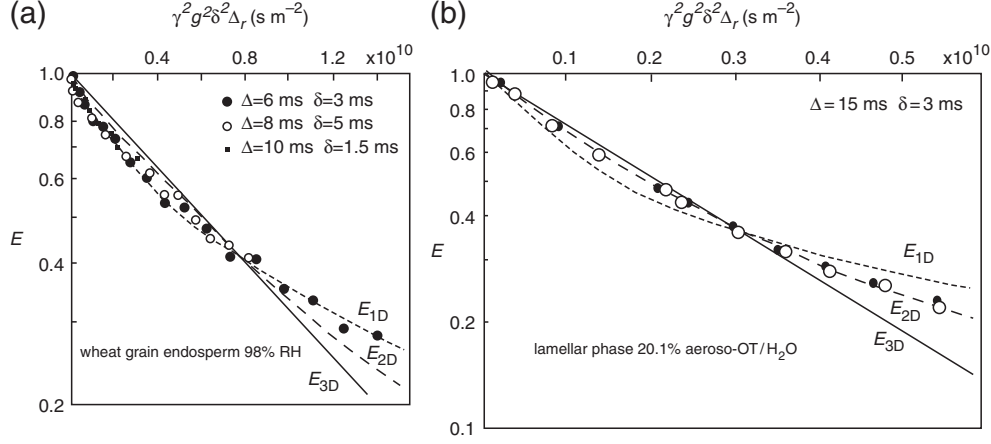 (a)
γ²g²δ²Δᵣ (s m⁻²)
0.4 0.8 1.2 x10¹⁰
1.0
0.8
0.6
E
0.4
0.2
Δ=6 ms δ=3 ms
Δ=8 ms δ=5 ms
Δ=10 ms δ=1.5 ms
E₁D
E₂D
E₃D
wheat grain endosperm 98% RH
(b)
γ²g²δ²Δᵣ (s m⁻²)
0.1 0.2 0.3 0.4 0.5 x10¹⁰
1.0
0.8
0.6
0.4
E
0.2
0.1
Δ=15 ms δ=3 ms
E₁D
E₂D
E₃D
lamellar phase 20.1% aeroso-OT/H₂O